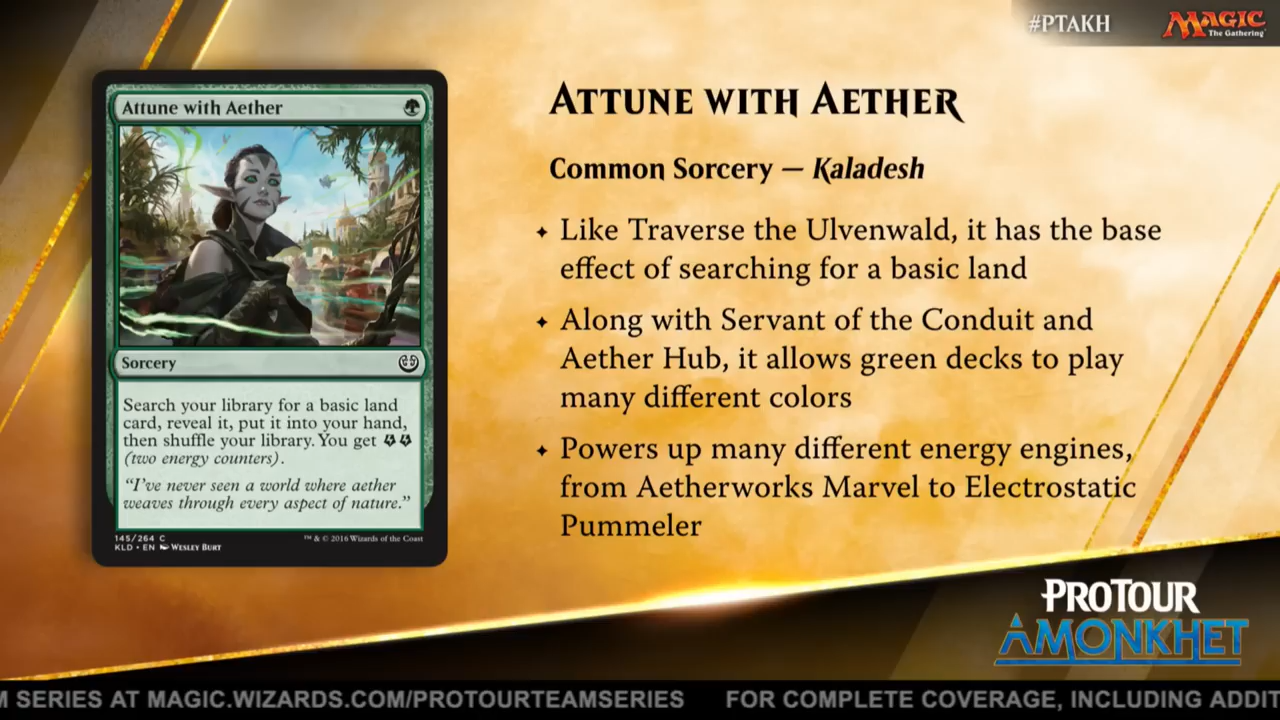 #PTAKH
MAGIC
The Gathering
Attune with Aether
Sorcery
Search your library for a basic land
card, reveal it, put it into your hand,
then shuffle your library. You get
(two energy counters).
“I’ve never seen a world where aether
weaves through every aspect of nature.”
145/264 C
KLD • EN WESLEY BURT
™ & © 2016 Wizards of the Coast
ATTUNE WITH AETHER
Common Sorcery — Kaladesh
Like Traverse the Ulvenwald, it has the base
effect of searching for a basic land
Along with Servant of the Conduit and
Aether Hub, it allows green decks to play
many different colors
Powers up many different energy engines,
from Aetherworks Marvel to Electrostatic
Pummeler
PRO TOUR
AMONKHET
M SERIES AT MAGIC.WIZARDS.COM/PROTOURTEAMSERIES FOR COMPLETE COVERAGE, INCLUDING ADDIT